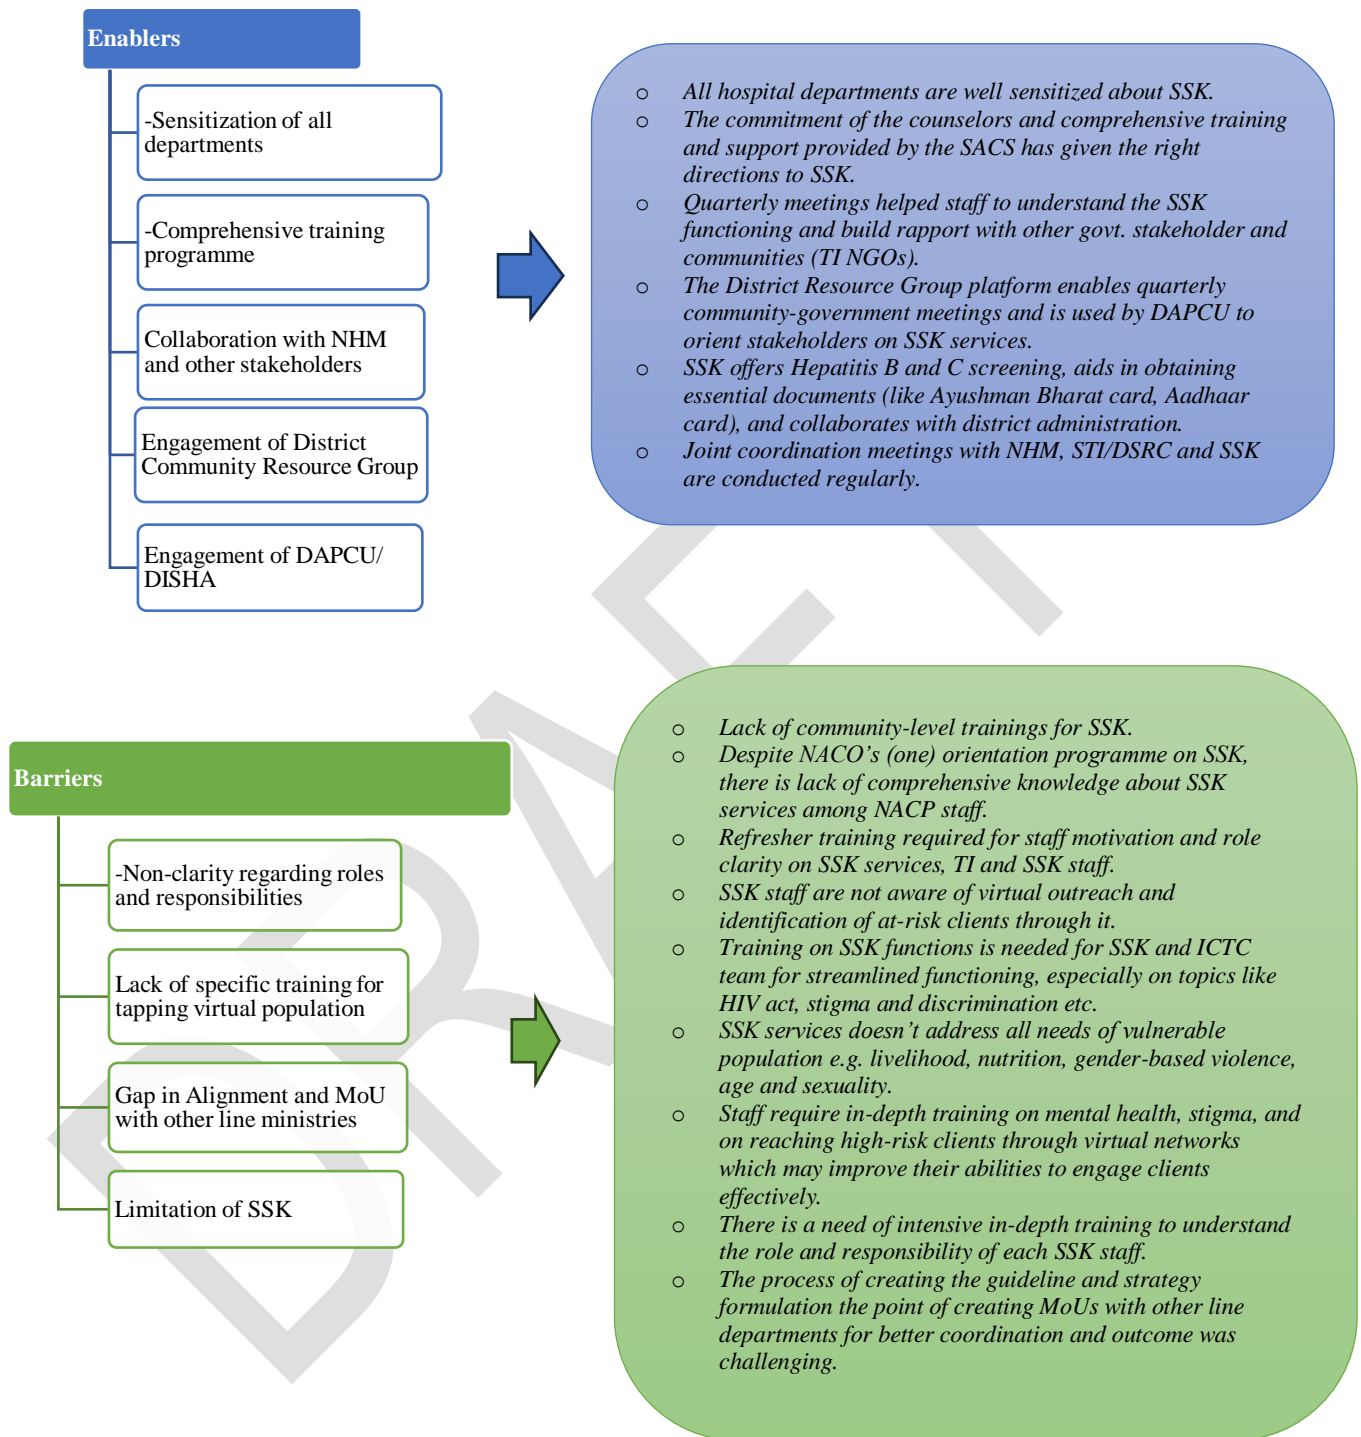 Enablers
-Sensitization of all
departments
-Comprehensive training
programme
Collaboration with NHM
and other stakeholders
Engagement of District
Community Resource Group
Engagement of DAPCU/
DISHA
o All hospital departments are well sensitized about SSK.
o The commitment of the counselors and comprehensive training
and support provided by the SACS has given the right
directions to SSK.
o Quarterly meetings helped staff to understand the SSK
functioning and build rapport with other govt. stakeholder and
communities (TI NGOs).
o The District Resource Group platform enables quarterly
community-government meetings and is used by DAPCU to
orient stakeholders on SSK services.
o SSK offers Hepatitis B and C screening, aids in obtaining
essential documents (like Ayushman Bharat card, Aadhaar
card), and collaborates with district administration.
o Joint coordination meetings with NHM, STI/DSRC and SSK
are conducted regularly.
Barriers
-Non-clarity regarding roles
and responsibilities
Lack of specific training for
tapping virtual population
Gap in Alignment and MoU
with other line ministries
Limitation of SSK
o Lack of community-level trainings for SSK.
o Despite NACO's (one) orientation programme on SSK,
there is lack of comprehensive knowledge about SSK
services among NACP staff.
o Refresher training required for staff motivation and role
clarity on SSK services, TI and SSK staff.
o SSK staff are not aware of virtual outreach and
identification of at-risk clients through it.
o Training on SSK functions is needed for SSK and ICTC
team for streamlined functioning, especially on topics like
HIV act, stigma and discrimination etc.
o SSK services doesn't address all needs of vulnerable
population e.g. livelihood, nutrition, gender-based violence,
age and sexuality.
o Staff require in-depth training on mental health, stigma, and
on reaching high-risk clients through virtual networks
which may improve their abilities to engage clients
effectively.
o There is a need of intensive in-depth training to understand
the role and responsibility of each SSK staff.
o The process of creating the guideline and strategy
formulation the point of creating MoUs with other line
departments for better coordination and outcome was
challenging.
DRAFT